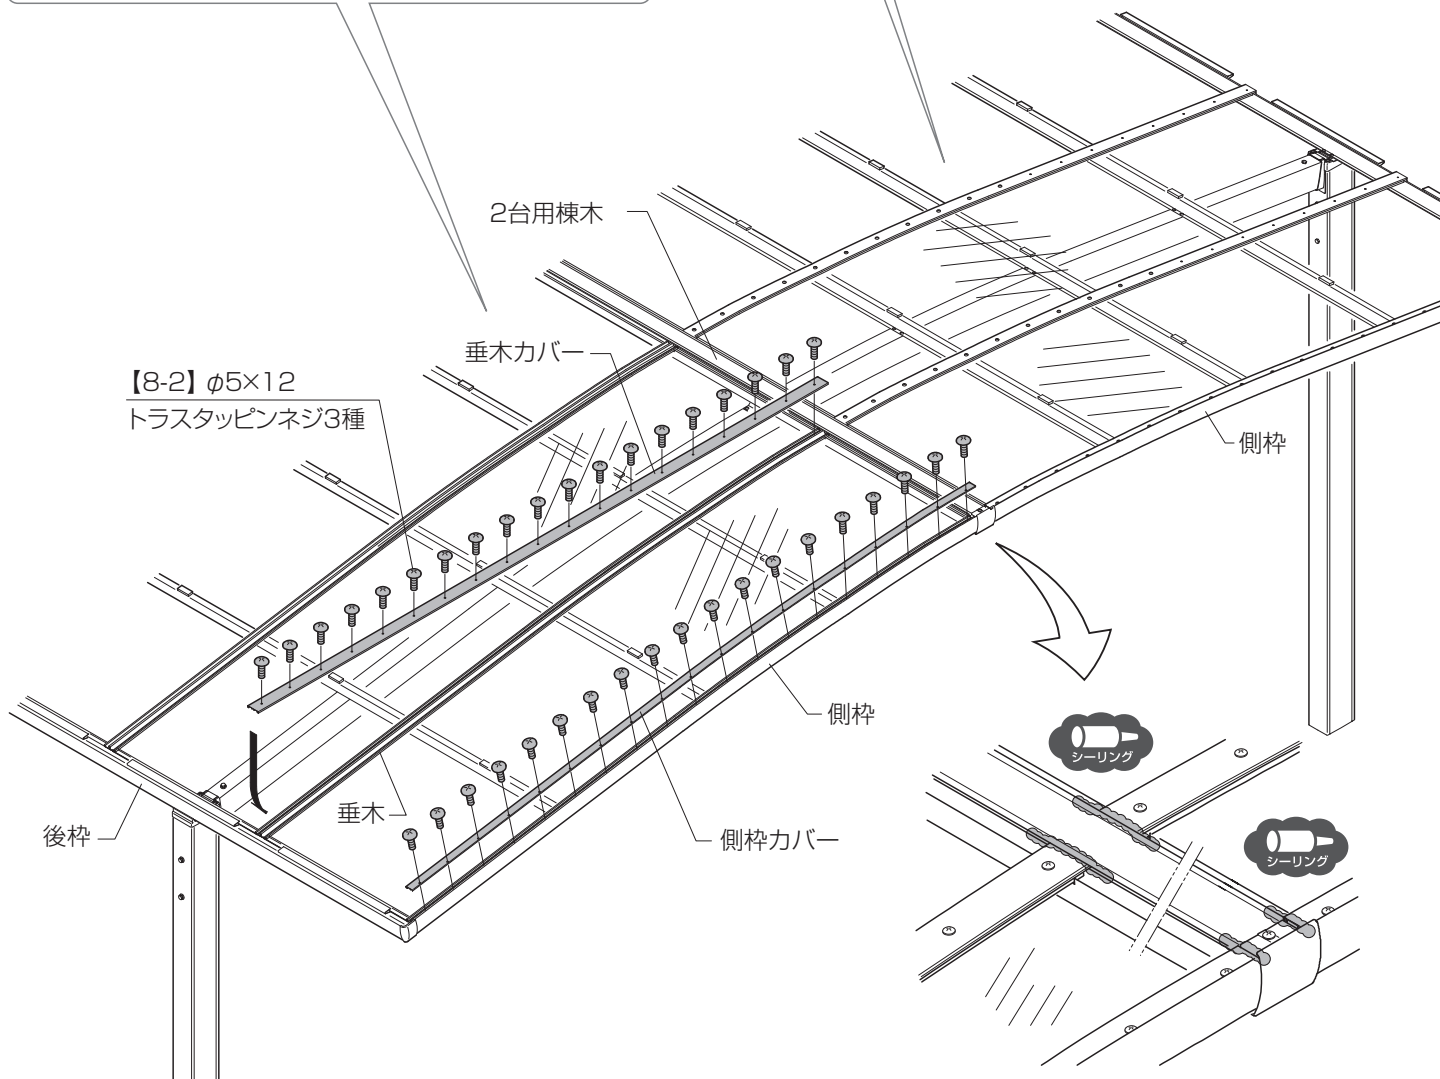 2台用棟木
垂木カバー
【8-2】φ5×12
トラスタッピンネジ3種
側枠
側枠
シーリング
シーリング
垂木
後枠
側枠カバー